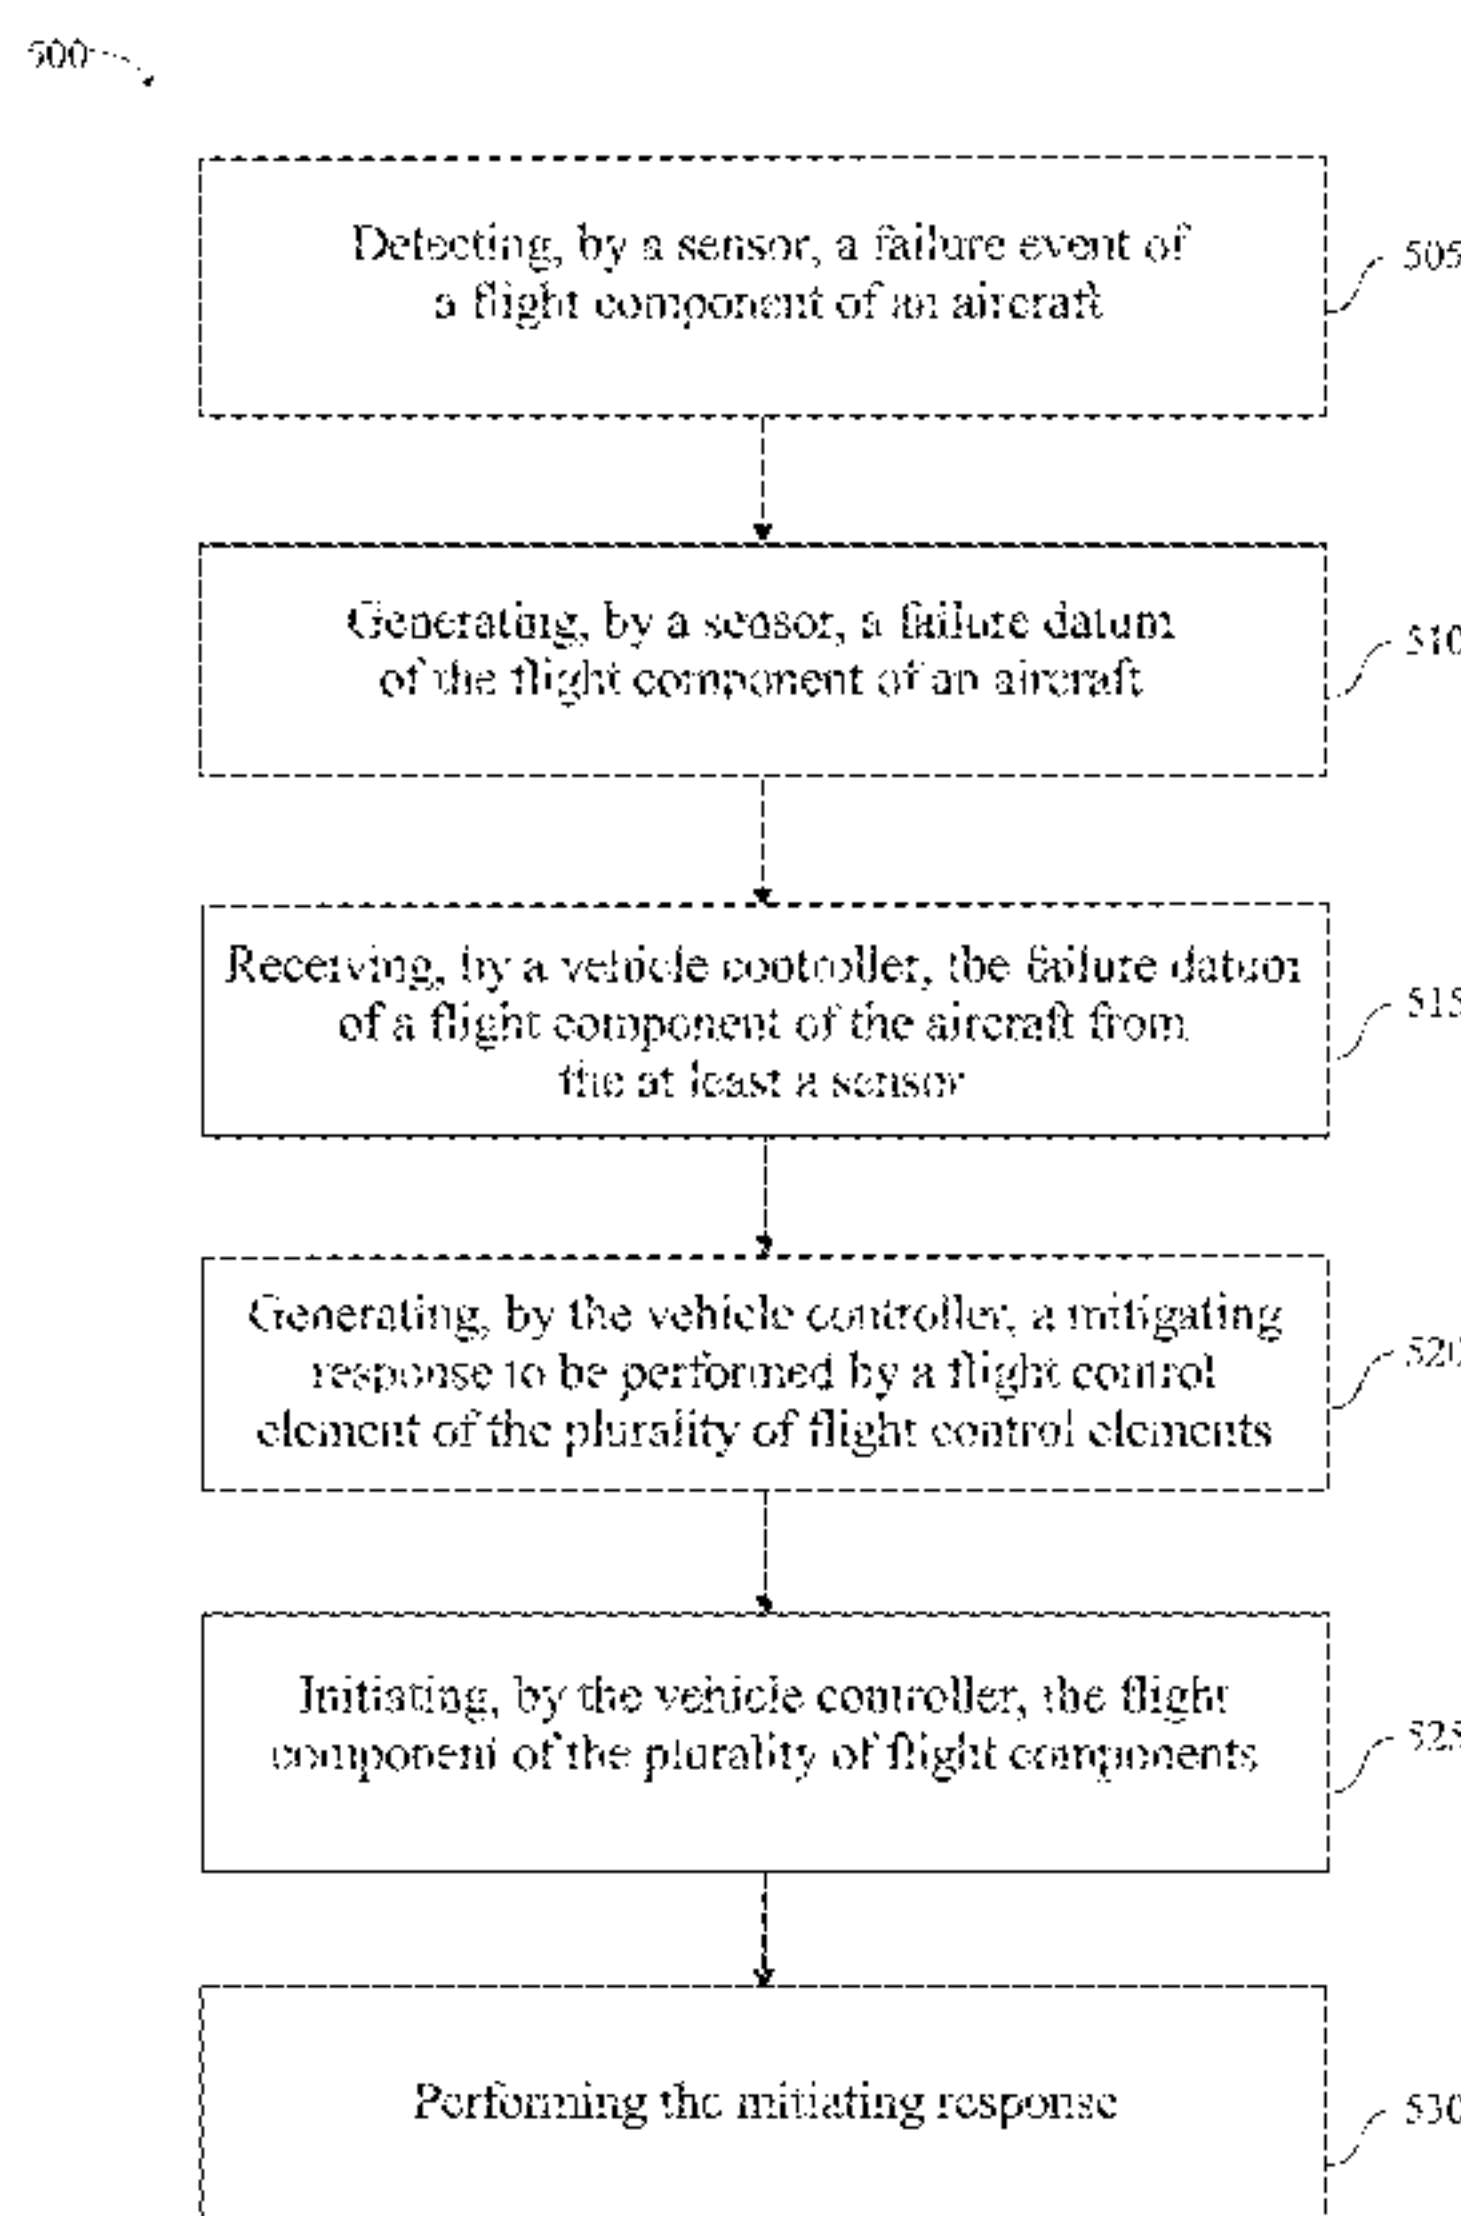 500
Detecting, by a sensor, a failure event of
a flight component of an aircraft
505
Generating, by a sensor, a failure datum
of the flight component of an aircraft
510
Receiving, by a vehicle controller, the failure datum
of a flight component of the aircraft from
the at least a sensor
515
Generating, by the vehicle controller, a mitigating
response to be performed by a flight control
element of the plurality of flight control elements
520
Initiating, by the vehicle controller, the flight
component of the plurality of flight components
525
Performing the mitiating response
530